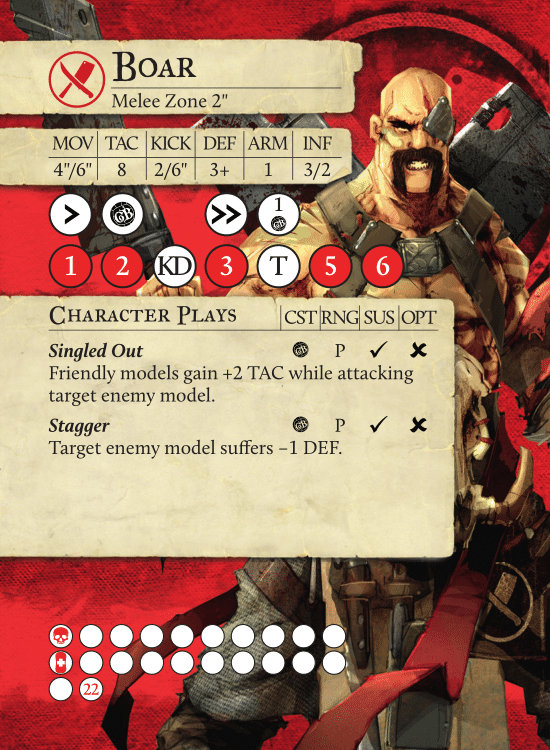 BOAR
Melee Zone 2"
MOV TAC KICK DEF ARM INF
4"/6" 8 2/6" 3+ 1 3/2
> GB >> 1 GB
1 2 KD 3 T 5 6
CHARACTER PLAYS CST RNG SUS OPT
Singled Out GB P ✓ ✘
Friendly models gain +2 TAC while attacking
target enemy model.
Stagger GB P ✓ ✘
Target enemy model suffers −1 DEF.
22